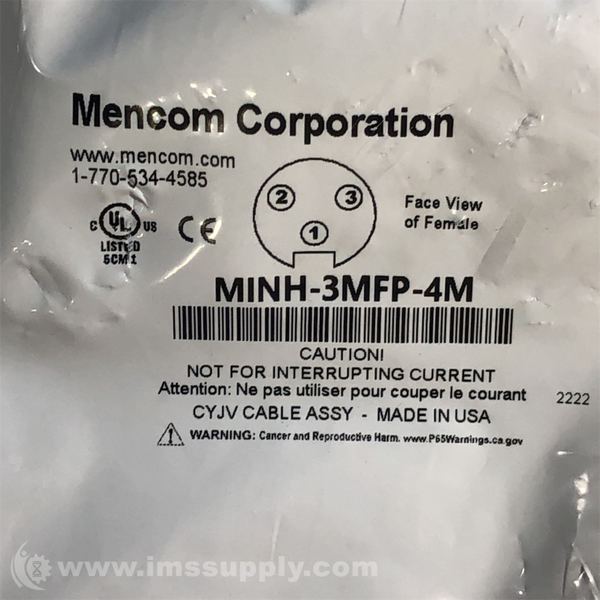 Mencom Corporation
www.mencom.com
1-770-534-4585
2 3
1
Face View
of Female
C UL US
LISTED
5CM1
CE
MINH-3MFP-4M
CAUTION!
NOT FOR INTERRUPTING CURRENT
Attention: Ne pas utiliser pour couper le courant
2222
CYJV CABLE ASSY - MADE IN USA
WARNING: Cancer and Reproductive Harm. www.P65Warnings.ca.gov
www.imssupply.com